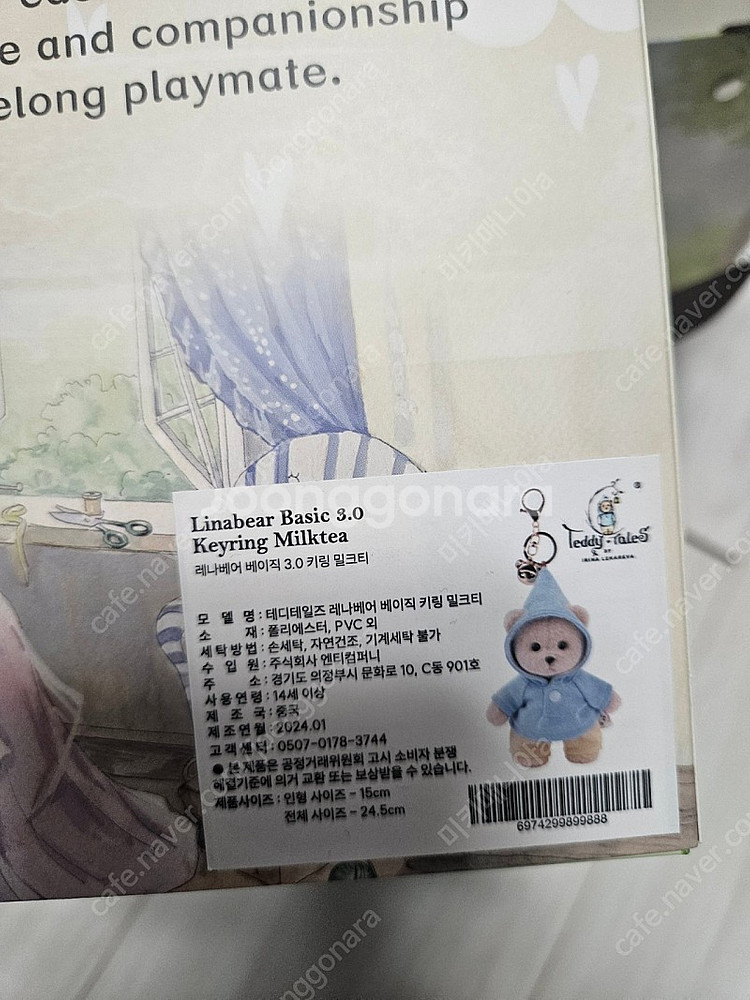 e and companionship
elong playmate.
Linabear Basic 3.0
Keyring Milktea
레나베어 베이직 3.0 키링 밀크티
Teddy·Tales
BY
IRINA LUKAREVA
모 델 명 : 테디테일즈 레나베어 베이직 키링 밀크티
소 재 : 폴리에스터, PVC 외
세탁방법 : 손세탁, 자연건조, 기계세탁 불가
수 입 원 : 주식회사 엔티컴퍼니
주 소 : 경기도 의정부시 문화로 10, C동 901호
사용연령 : 14세 이상
제 조 국 : 중국
제조연월 : 2024.01
고객센터 : 0507-0178-3744
● 본 제품은 공정거래위원회 고시 소비자 분쟁
해결기준에 의거 교환 또는 보상받을 수 있습니다.
제품사이즈 : 인형 사이즈 - 15cm
전체 사이즈 - 24.5cm
6974299899888
joonggonara
cafe.naver.com/joonggonara